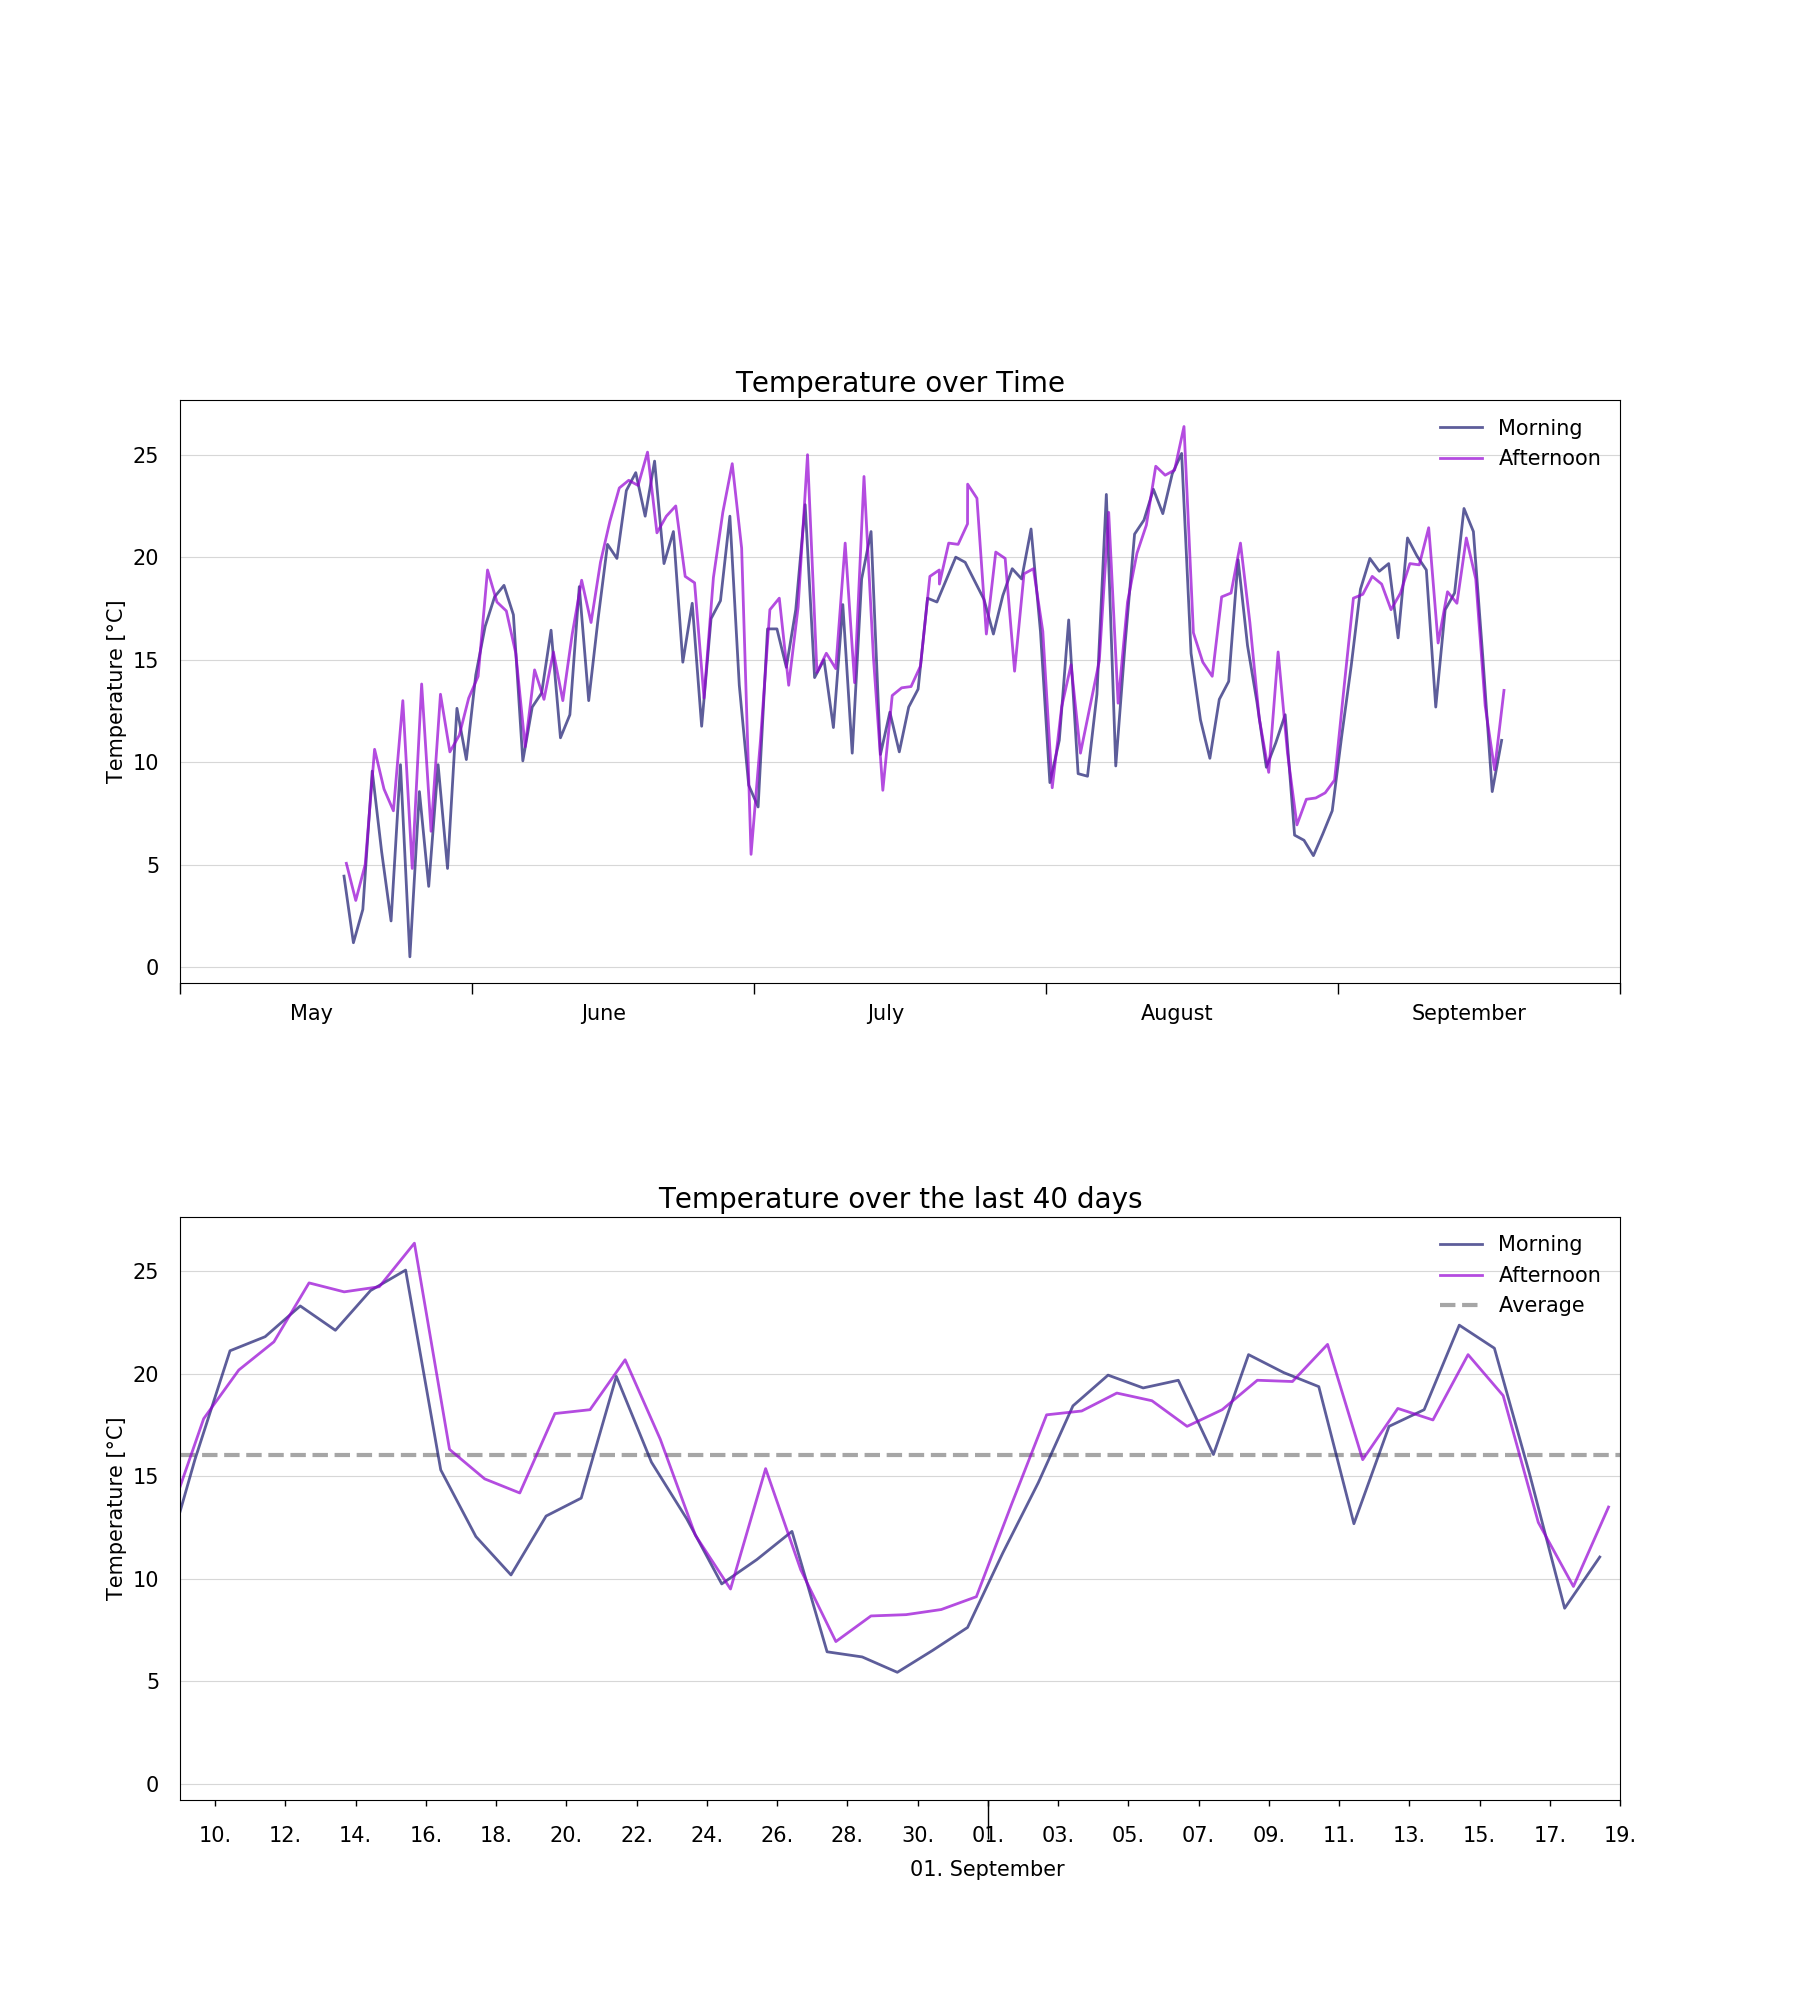 Temperature over Time
Morning
Afternoon
Temperature [°C]
25
20
15
10
5
0
May June July August September
Temperature over the last 40 days
Morning
Afternoon
Average
Temperature [°C]
25
20
15
10
5
0
10. 12. 14. 16. 18. 20. 22. 24. 26. 28. 30. 01. 03. 05. 07. 09. 11. 13. 15. 17. 19.
01. September